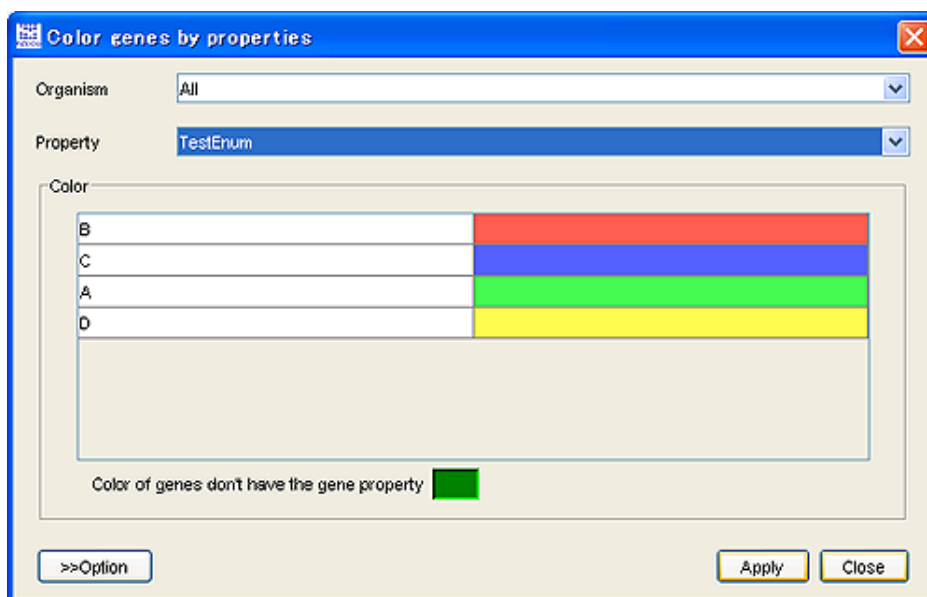 Color genes by properties
Organism All
Property TestEnum
Color
B
C
A
D
Color of genes don't have the gene property
>>Option Apply Close